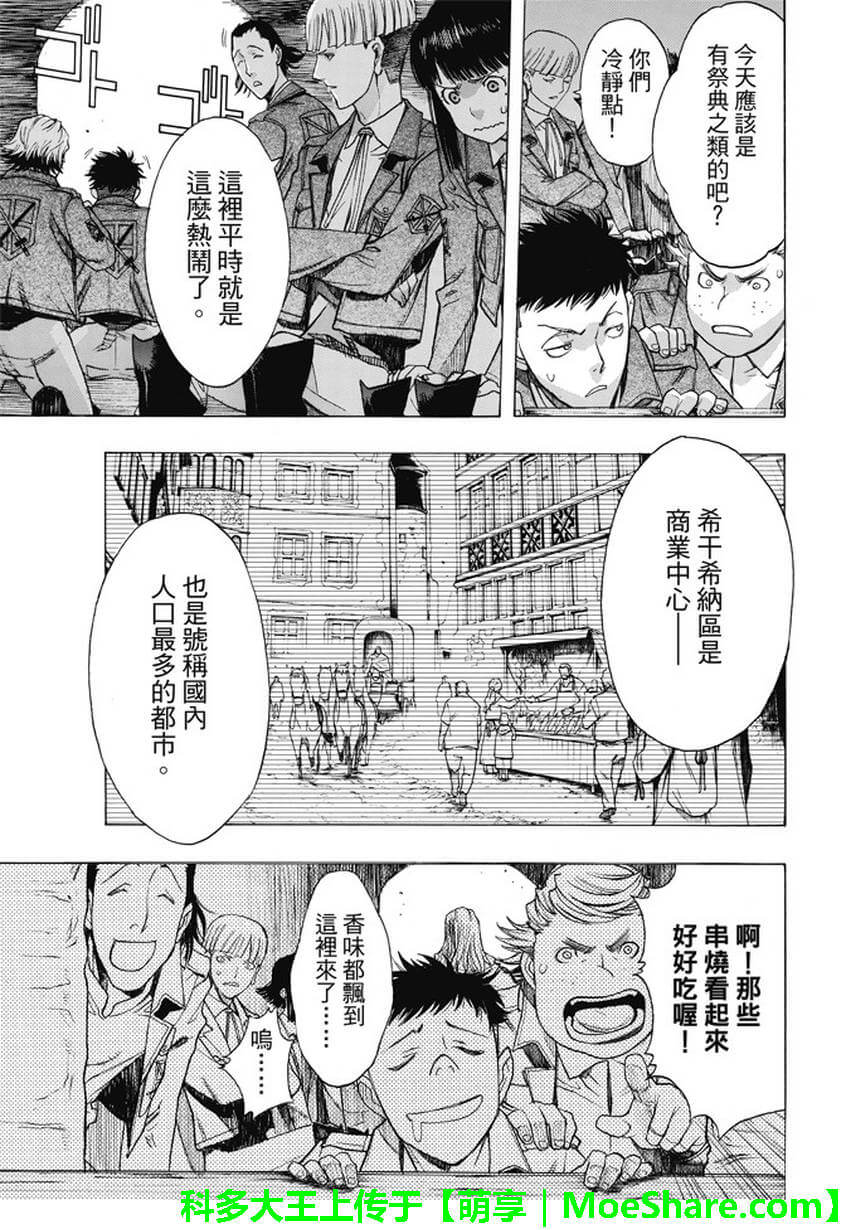 今天應該是
有祭典之類的吧？
你們
冷靜點！
ゴトゴト
這裡平時就是
這麼熱鬧了。
希干希納區是
商業中心——
也是號稱國內
人口最多的都市。
啊！那些
串燒看起來
好好吃喔！
香味都飄到
這裡來了……
嗚……
科多大王上传于【萌享｜MoeShare.com】